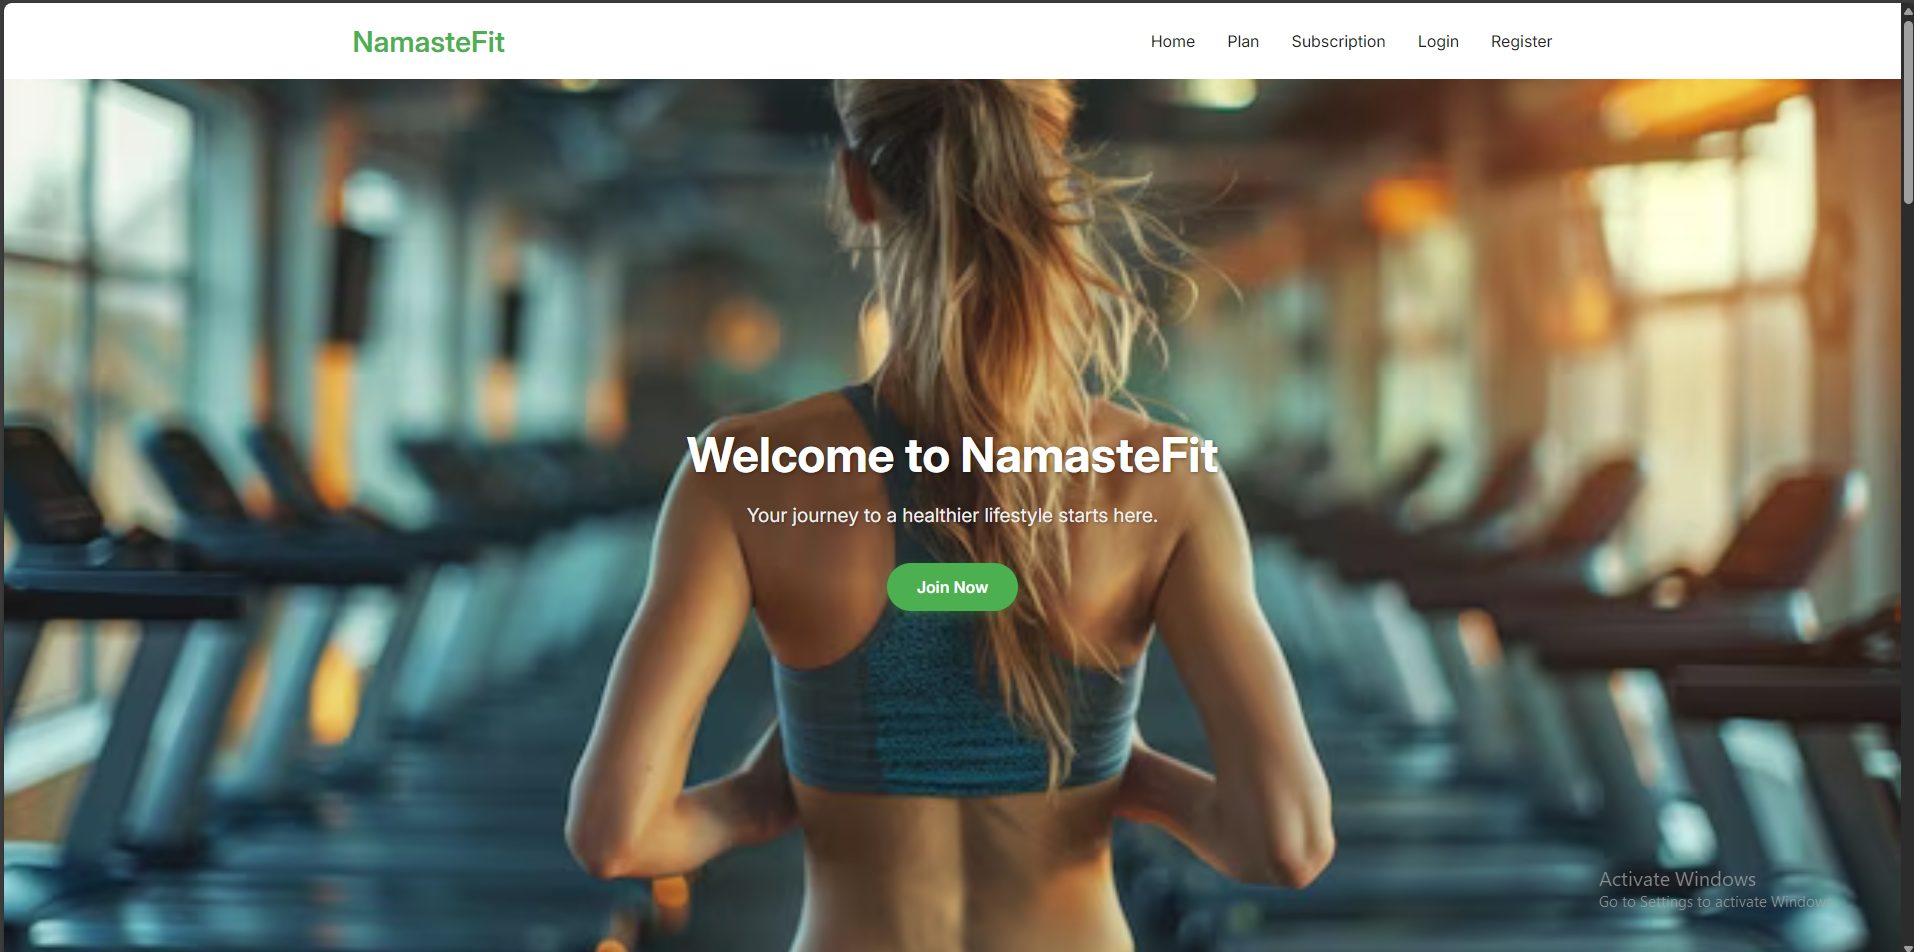 NamasteFit
Home Plan Subscription Login Register
Welcome to NamasteFit
Your journey to a healthier lifestyle starts here.
Join Now
Activate Windows
Go to Settings to activate Windows.